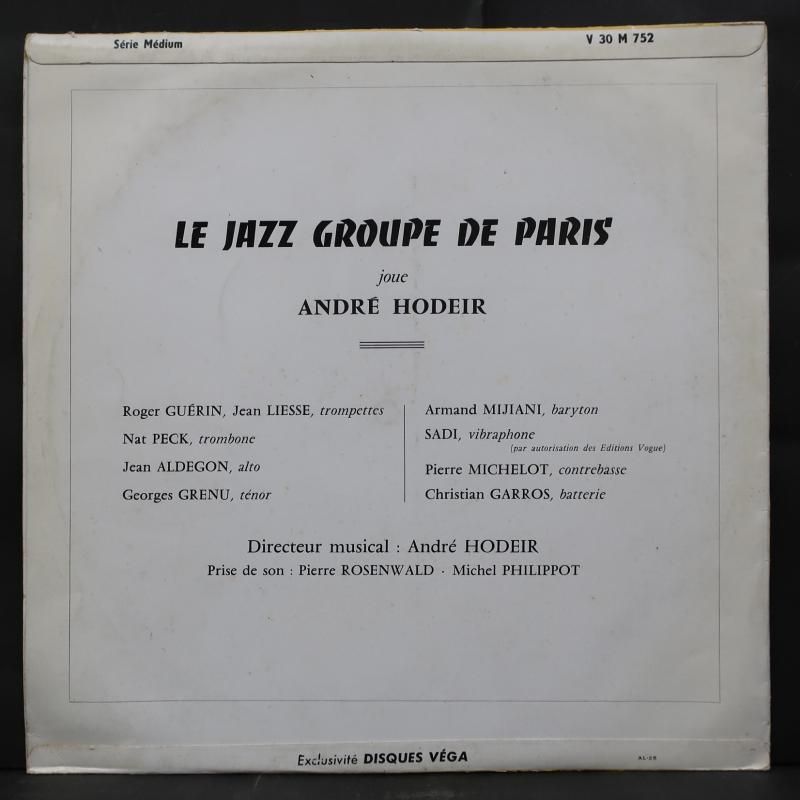 Série Médium
V 30 M 752
LE JAZZ GROUPE DE PARIS
joue
ANDRÉ HODEIR
Roger GUÉRIN, Jean LIESSE, trompettes
Nat PECK, trombone
Jean ALDEGON, alto
Georges GRENU, ténor
Armand MIJIANI, baryton
SADI, vibraphone
(par autorisation des Editions Vogue)
Pierre MICHELOT, contrebasse
Christian GARROS, batterie
Directeur musical : André HODEIR
Prise de son : Pierre ROSENWALD - Michel PHILIPPOT
Exclusivité DISQUES VÉGA